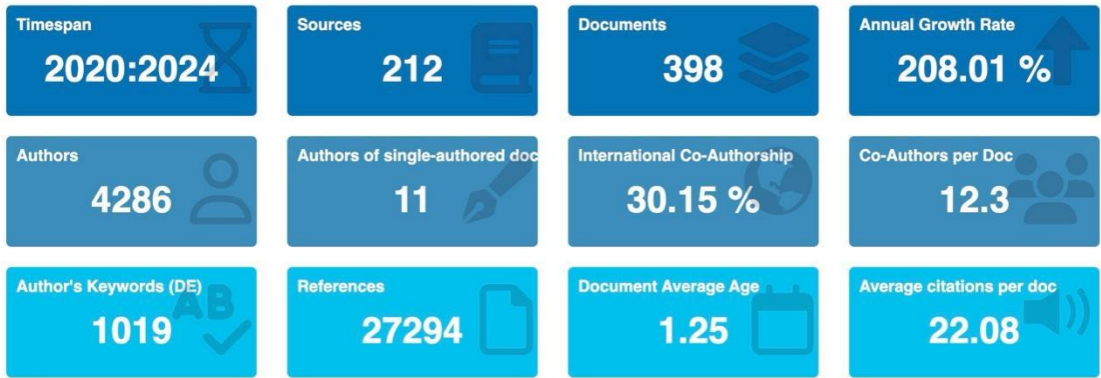 Timespan
2020:2024
Sources
212
Documents
398
Annual Growth Rate
208.01 %
Authors
4286
Authors of single-authored doc
11
International Co-Authorship
30.15 %
Co-Authors per Doc
12.3
Author's Keywords (DE)
AB
1019
References
27294
Document Average Age
1.25
Average citations per doc
22.08